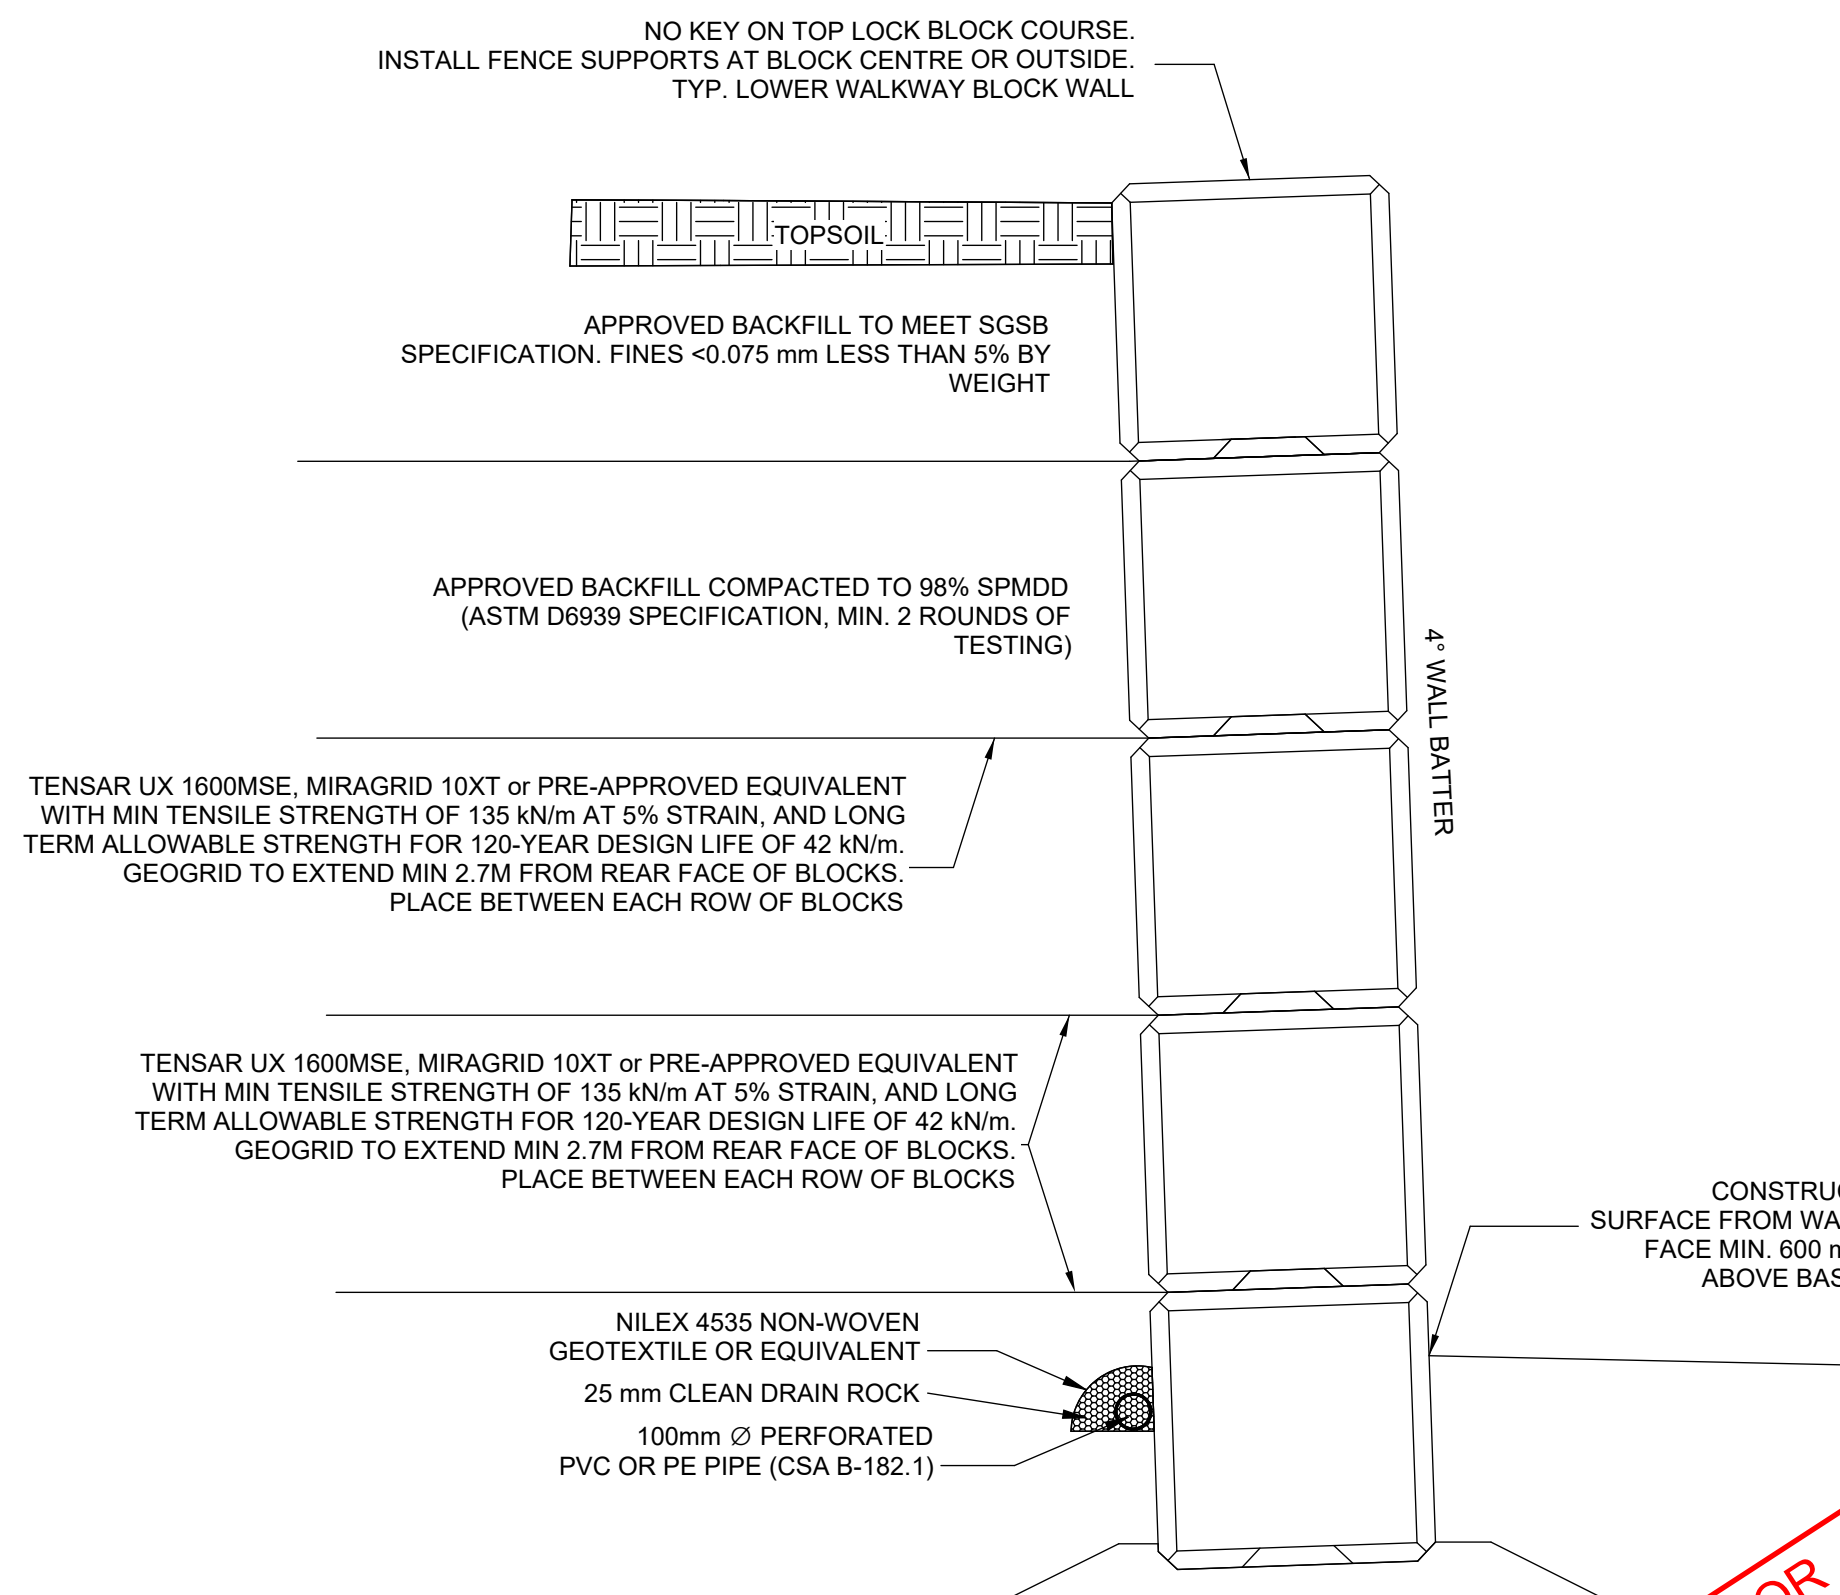 NO KEY ON TOP LOCK BLOCK COURSE.
INSTALL FENCE SUPPORTS AT BLOCK CENTRE OR OUTSIDE.
TYP. LOWER WALKWAY BLOCK WALL
TOPSOIL
APPROVED BACKFILL TO MEET SGSB
SPECIFICATION. FINES <0.075 mm LESS THAN 5% BY
WEIGHT
APPROVED BACKFILL COMPACTED TO 98% SPMDD
(ASTM D6939 SPECIFICATION, MIN. 2 ROUNDS OF
TESTING)
4° WALL BATTER
TENSAR UX 1600MSE, MIRAGRID 10XT or PRE-APPROVED EQUIVALENT
WITH MIN TENSILE STRENGTH OF 135 kN/m AT 5% STRAIN, AND LONG
TERM ALLOWABLE STRENGTH FOR 120-YEAR DESIGN LIFE OF 42 kN/m.
GEOGRID TO EXTEND MIN 2.7M FROM REAR FACE OF BLOCKS.
PLACE BETWEEN EACH ROW OF BLOCKS
TENSAR UX 1600MSE, MIRAGRID 10XT or PRE-APPROVED EQUIVALENT
WITH MIN TENSILE STRENGTH OF 135 kN/m AT 5% STRAIN, AND LONG
TERM ALLOWABLE STRENGTH FOR 120-YEAR DESIGN LIFE OF 42 kN/m.
GEOGRID TO EXTEND MIN 2.7M FROM REAR FACE OF BLOCKS.
PLACE BETWEEN EACH ROW OF BLOCKS
SURFACE FROM
FACE MIN. 600
ABOVE
NILEX 4535 NON-WOVEN
GEOTEXTILE OR EQUIVALENT
25 mm CLEAN DRAIN ROCK
100mm ∅ PERFORATED
PVC OR PE PIPE (CSA B-182.1)